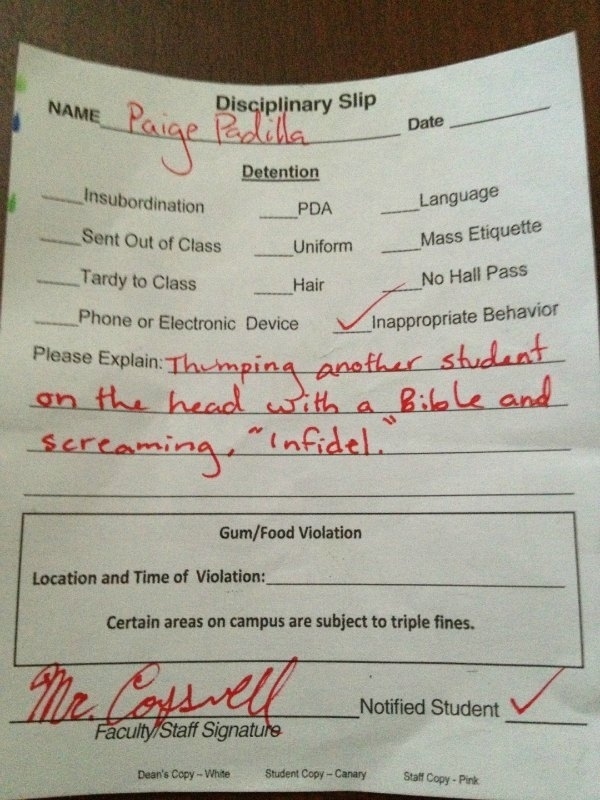 Disciplinary Slip
NAME Paige Padilla Date
Detention
Insubordination PDA Language
Sent Out of Class Uniform Mass Etiquette
Tardy to Class Hair No Hall Pass
Phone or Electronic Device ✓ Inappropriate Behavior
Please Explain: Thumping another student
on the head with a Bible and
screaming, "Infidel."
Gum/Food Violation
Location and Time of Violation:
Certain areas on campus are subject to triple fines.
Mr. Notified Student ✓
Faculty/Staff Signature
Dean's Copy – White Student Copy – Canary Staff Copy - Pink